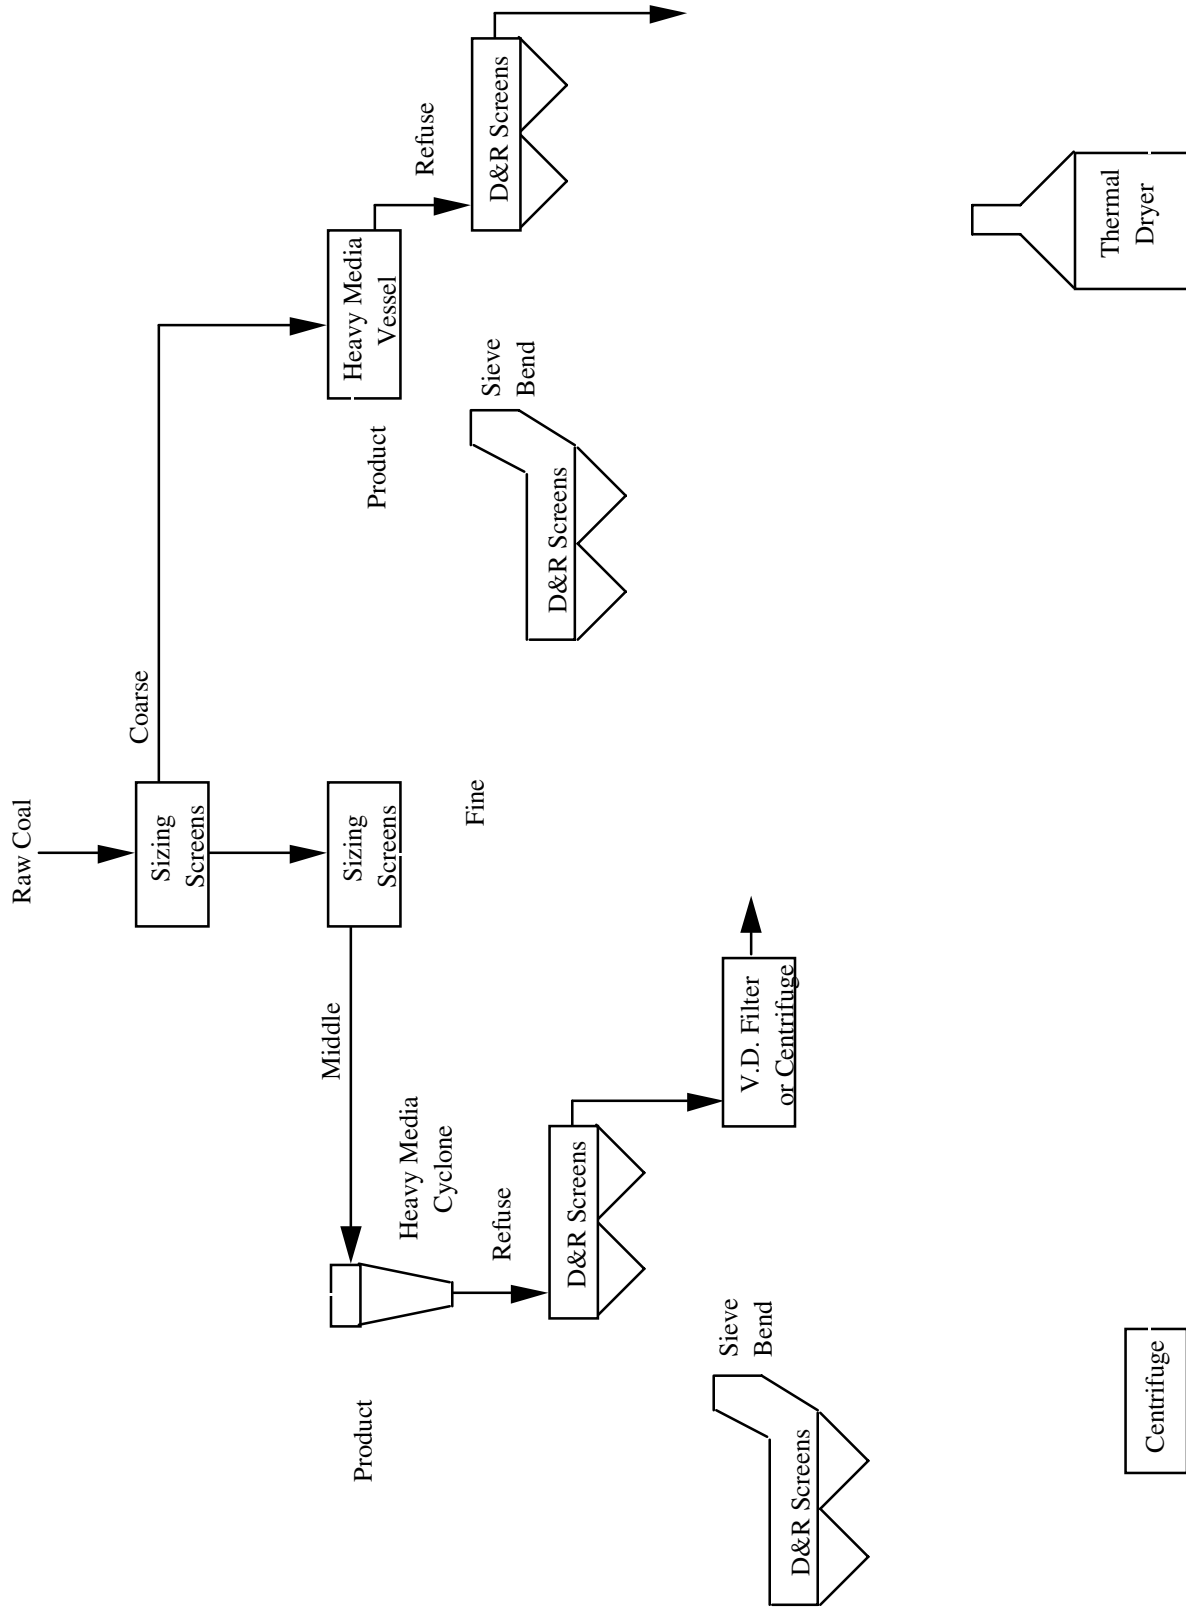 Raw Coal
Sizing
Screens
Coarse
Sizing
Screens
Middle
Fine
Heavy Media
Vessel
Refuse
D&R Screens
Product
Sieve
Bend
D&R Screens
Heavy Media
Cyclone
Refuse
D&R Screens
V.D. Filter
or Centrifuge
Product
Sieve
Bend
D&R Screens
Centrifuge
Thermal
Dryer